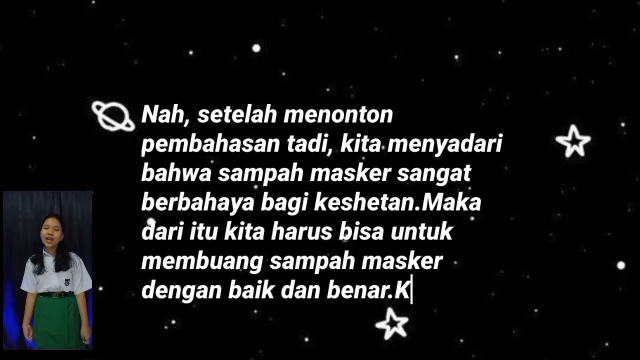 Nah, setelah menonton
pembahasan tadi, kita menyadari
bahwa sampah masker sangat
berbahaya bagi keshetan.Maka
dari itu kita harus bisa untuk
membuang sampah masker
dengan baik dan benar.K